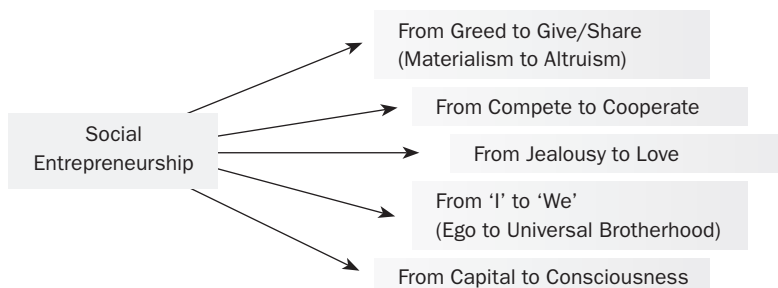 Social
Entrepreneurship
From Greed to Give/Share
(Materialism to Altruism)
From Compete to Cooperate
From Jealousy to Love
From ‘I’ to ‘We’
(Ego to Universal Brotherhood)
From Capital to Consciousness